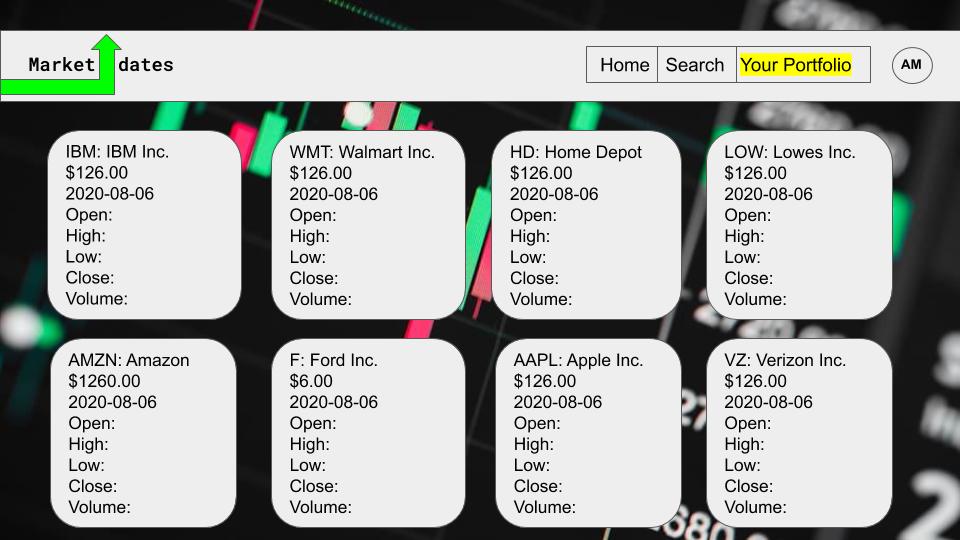 Market dates
Home Search Your Portfolio AM
IBM: IBM Inc.
$126.00
2020-08-06
Open:
High:
Low:
Close:
Volume:
WMT: Walmart Inc.
$126.00
2020-08-06
Open:
High:
Low:
Close:
Volume:
HD: Home Depot
$126.00
2020-08-06
Open:
High:
Low:
Close:
Volume:
LOW: Lowes Inc.
$126.00
2020-08-06
Open:
High:
Low:
Close:
Volume:
AMZN: Amazon
$1260.00
2020-08-06
Open:
High:
Low:
Close:
Volume:
F: Ford Inc.
$6.00
2020-08-06
Open:
High:
Low:
Close:
Volume:
AAPL: Apple Inc.
$126.00
2020-08-06
Open:
High:
Low:
Close:
Volume:
VZ: Verizon Inc.
$126.00
2020-08-06
Open:
High:
Low:
Close:
Volume: